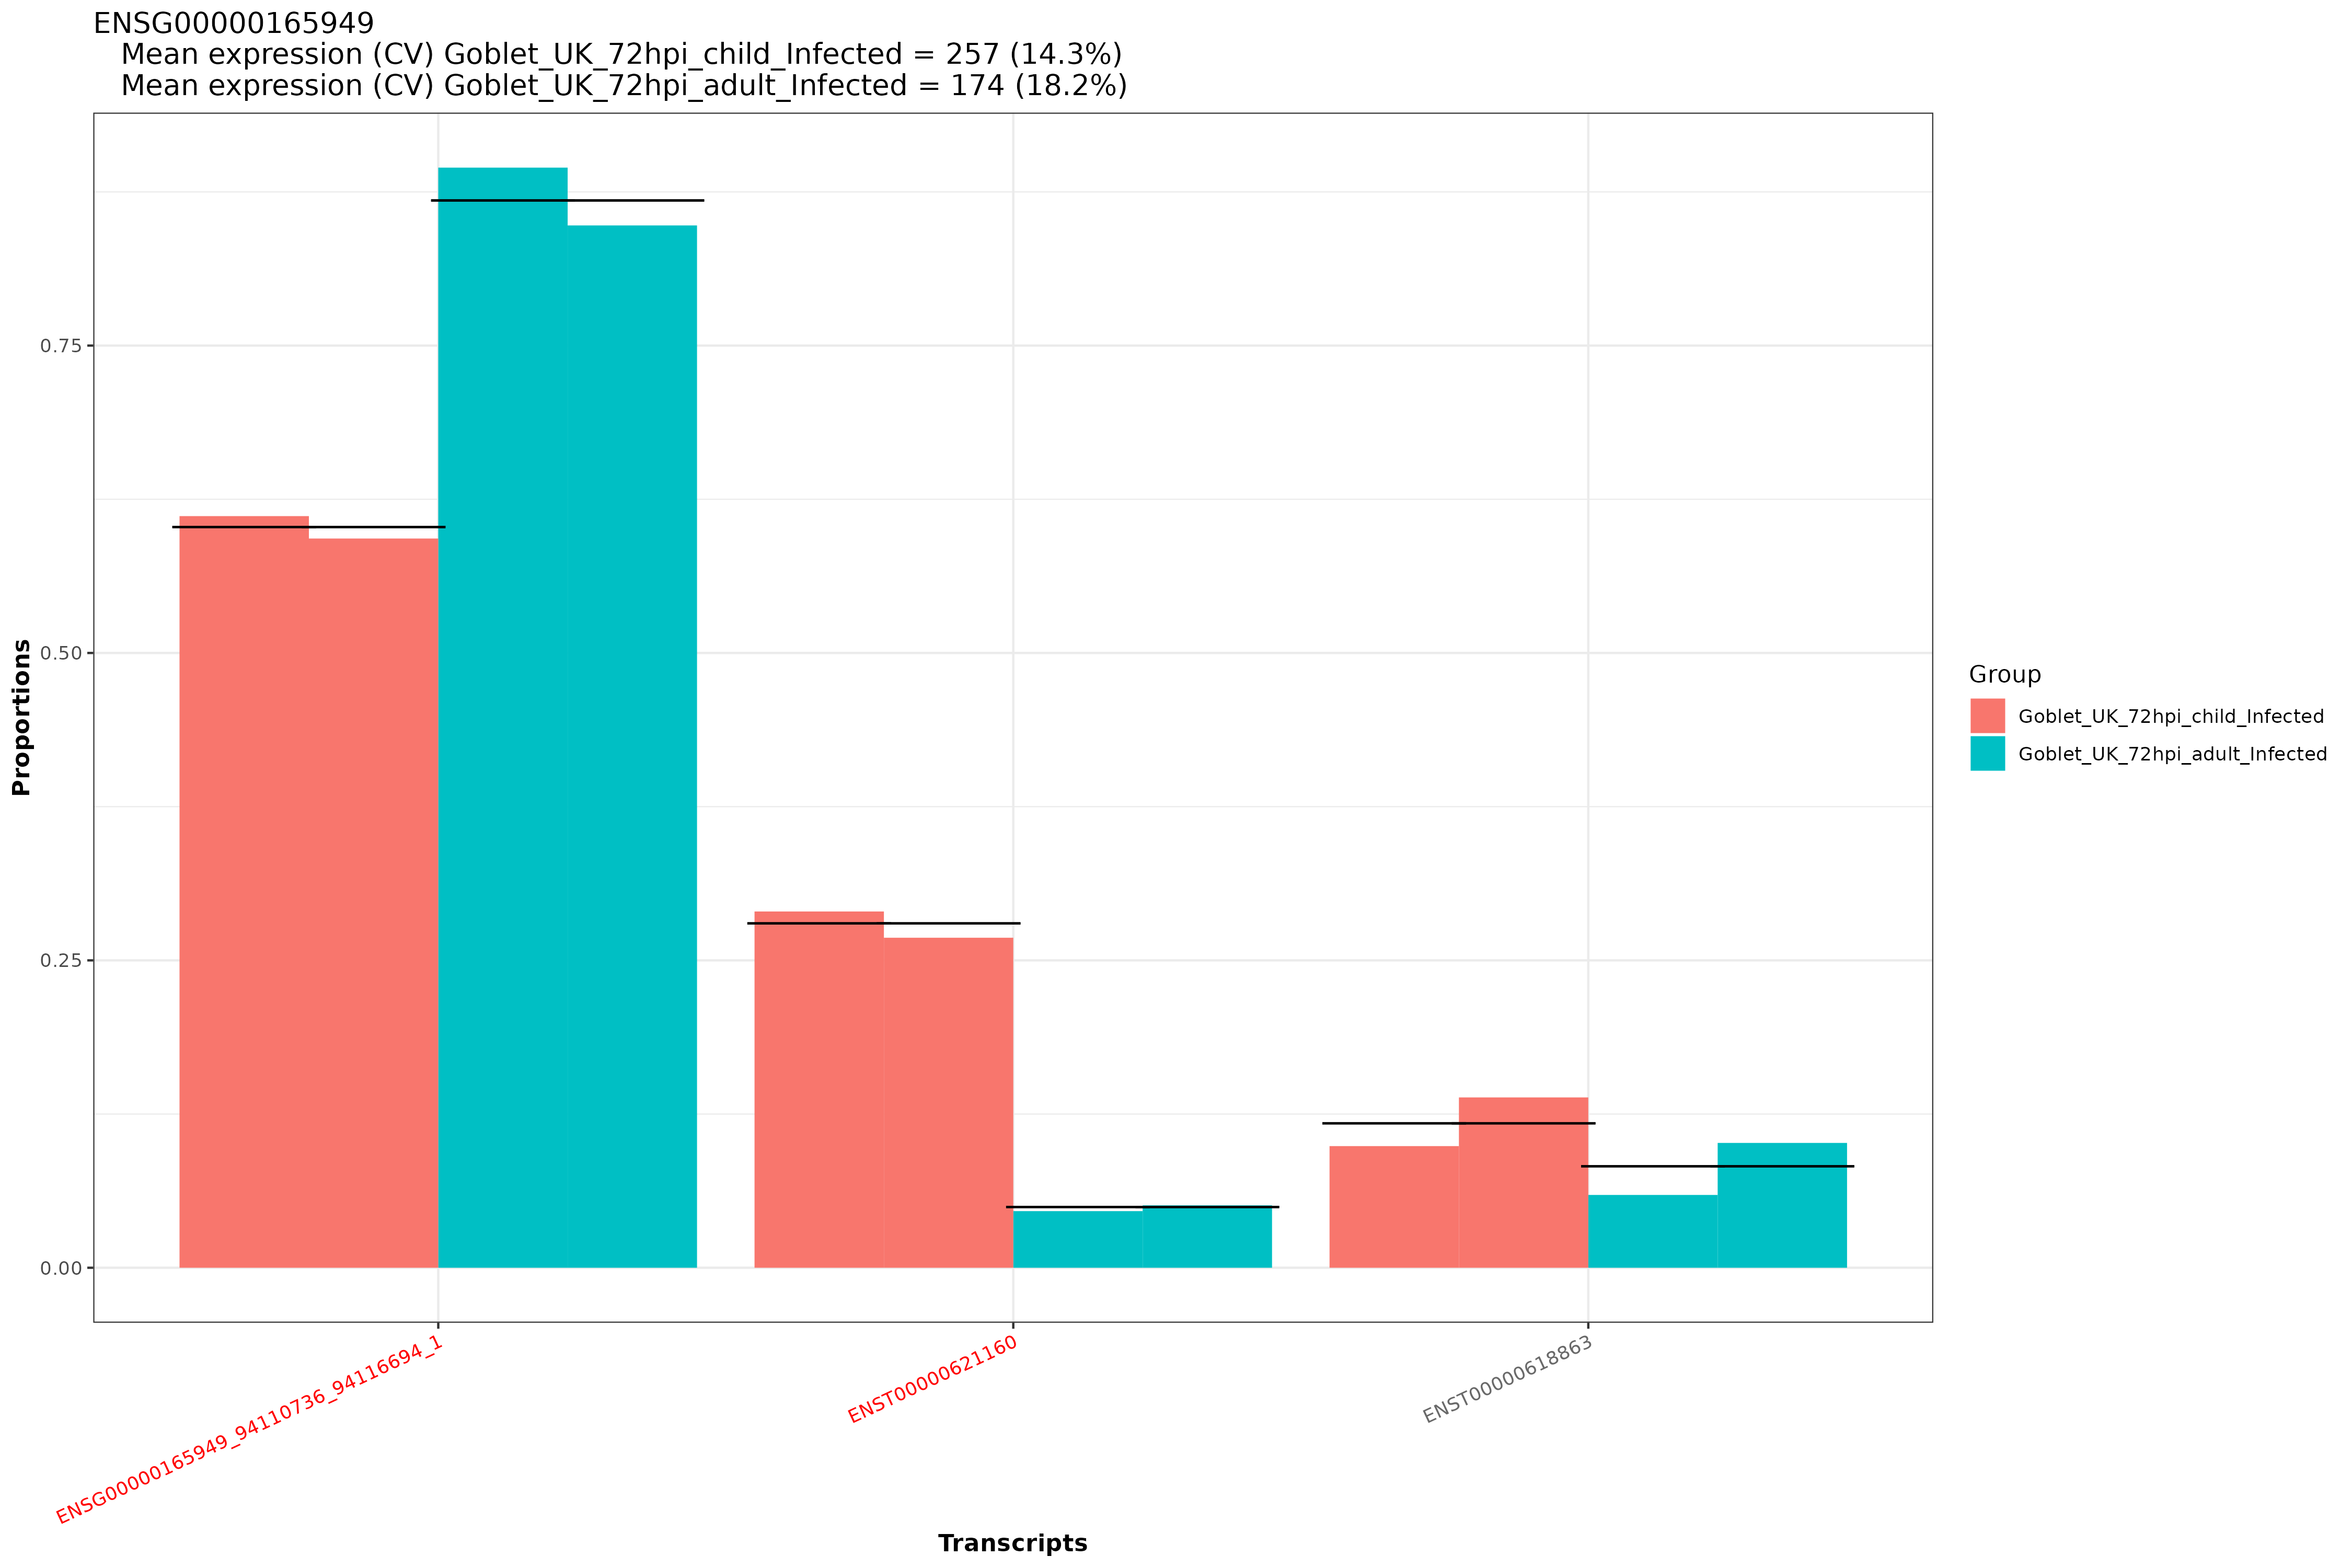 ENSG00000165949
Mean expression (CV) Goblet_UK_72hpi_child_Infected = 257 (14.3%)
Mean expression (CV) Goblet_UK_72hpi_adult_Infected = 174 (18.2%)
Proportions
0.75
0.50
0.25
0.00
ENSG00000165949_94110736_94116694_1
ENST00000621160
ENST00000618863
Transcripts
Group
Goblet_UK_72hpi_child_Infected
Goblet_UK_72hpi_adult_Infected